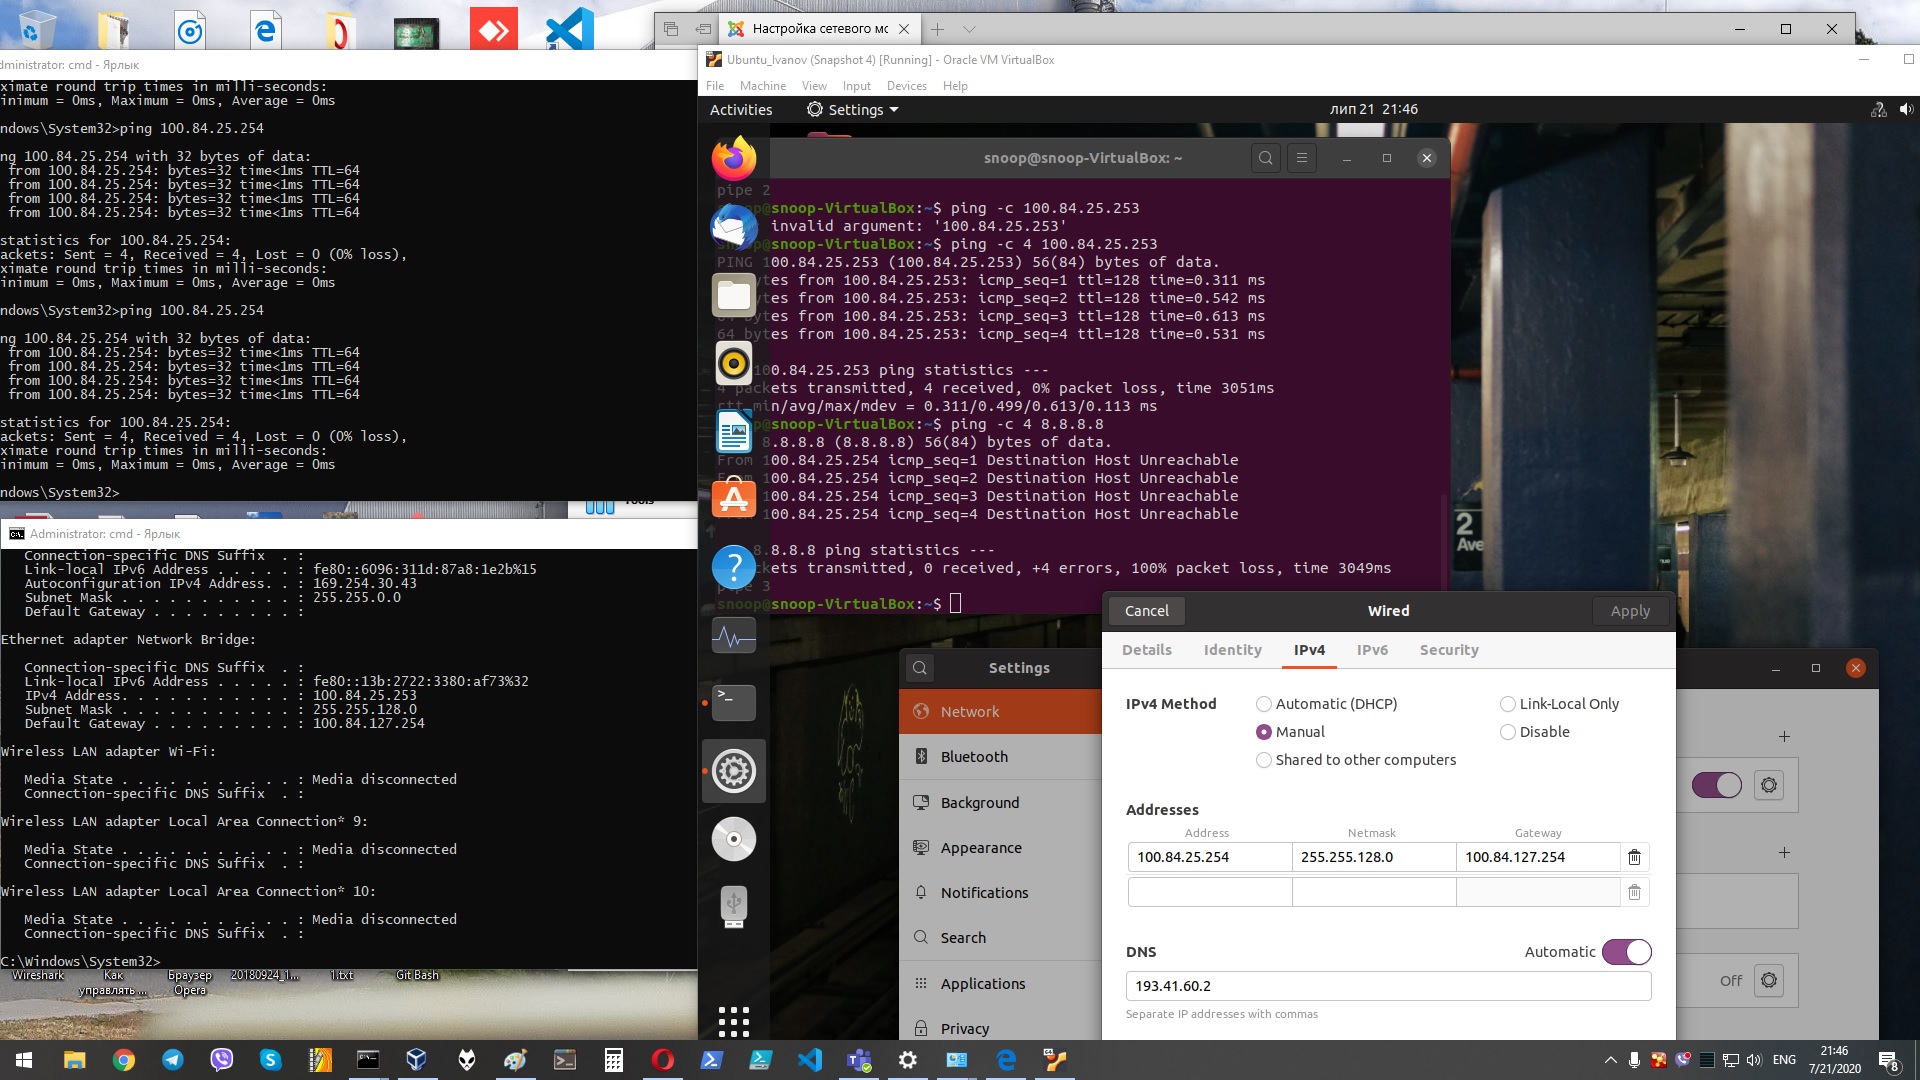 Настройка сетевого мо
dministrator: cmd - Ярлык
ximate round trip times in milli-seconds:
inimum = 0ms, Maximum = 0ms, Average = 0ms
ndows\System32>ping 100.84.25.254
ng 100.84.25.254 with 32 bytes of data:
from 100.84.25.254: bytes=32 time<1ms TTL=64
from 100.84.25.254: bytes=32 time<1ms TTL=64
from 100.84.25.254: bytes=32 time<1ms TTL=64
from 100.84.25.254: bytes=32 time<1ms TTL=64
statistics for 100.84.25.254:
ackets: Sent = 4, Received = 4, Lost = 0 (0% loss),
ximate round trip times in milli-seconds:
inimum = 0ms, Maximum = 0ms, Average = 0ms
ndows\System32>ping 100.84.25.254
ng 100.84.25.254 with 32 bytes of data:
from 100.84.25.254: bytes=32 time<1ms TTL=64
from 100.84.25.254: bytes=32 time<1ms TTL=64
from 100.84.25.254: bytes=32 time<1ms TTL=64
from 100.84.25.254: bytes=32 time<1ms TTL=64
statistics for 100.84.25.254:
ackets: Sent = 4, Received = 4, Lost = 0 (0% loss),
ximate round trip times in milli-seconds:
inimum = 0ms, Maximum = 0ms, Average = 0ms
ndows\System32>
Administrator: cmd - Ярлык
Connection-specific DNS Suffix . :
Link-local IPv6 Address . . . . . : fe80::6096:311d:87a8:1e2b%15
Autoconfiguration IPv4 Address. . : 169.254.30.43
Subnet Mask . . . . . . . . . . . : 255.255.0.0
Default Gateway . . . . . . . . . :
Ethernet adapter Network Bridge:
Connection-specific DNS Suffix . :
Link-local IPv6 Address . . . . . : fe80::13b:2722:3380:af73%32
IPv4 Address. . . . . . . . . . . : 100.84.25.253
Subnet Mask . . . . . . . . . . . : 255.255.128.0
Default Gateway . . . . . . . . . : 100.84.127.254
Wireless LAN adapter Wi-Fi:
Media State . . . . . . . . . . . : Media disconnected
Connection-specific DNS Suffix . :
Wireless LAN adapter Local Area Connection* 9:
Media State . . . . . . . . . . . : Media disconnected
Connection-specific DNS Suffix . :
Wireless LAN adapter Local Area Connection* 10:
Media State . . . . . . . . . . . : Media disconnected
Connection-specific DNS Suffix . :
C:\Windows\System32>
Wireshark
Как управлять ...
Браузер Opera
20180924_1...
1.txt
Git Bash
Ubuntu_Ivanov (Snapshot 4) [Running] - Oracle VM VirtualBox
File Machine View Input Devices Help
Activities Settings лип 21 21:46
snoop@snoop-VirtualBox: ~
pipe 2
p@snoop-VirtualBox:~$ ping -c 100.84.25.253
invalid argument: '100.84.25.253'
p@snoop-VirtualBox:~$ ping -c 4 100.84.25.253
PING 100.84.25.253 (100.84.25.253) 56(84) bytes of data.
tes from 100.84.25.253: icmp_seq=1 ttl=128 time=0.311 ms
tes from 100.84.25.253: icmp_seq=2 ttl=128 time=0.542 ms
64 bytes from 100.84.25.253: icmp_seq=3 ttl=128 time=0.613 ms
64 bytes from 100.84.25.253: icmp_seq=4 ttl=128 time=0.531 ms
100.84.25.253 ping statistics ---
4 packets transmitted, 4 received, 0% packet loss, time 3051ms
rtt min/avg/max/mdev = 0.311/0.499/0.613/0.113 ms
p@snoop-VirtualBox:~$ ping -c 4 8.8.8.8
8.8.8.8 (8.8.8.8) 56(84) bytes of data.
From 100.84.25.254 icmp_seq=1 Destination Host Unreachable
From 100.84.25.254 icmp_seq=2 Destination Host Unreachable
100.84.25.254 icmp_seq=3 Destination Host Unreachable
100.84.25.254 icmp_seq=4 Destination Host Unreachable
8.8.8.8 ping statistics ---
kets transmitted, 0 received, +4 errors, 100% packet loss, time 3049ms
pipe 3
snoop@snoop-VirtualBox:~$
2
Ave
Settings
Network
Bluetooth
Background
Appearance
Notifications
Search
Applications
Privacy
Cancel Wired Apply
Details Identity IPv4 IPv6 Security
IPv4 Method Automatic (DHCP) Link-Local Only
Manual Disable
Shared to other computers
Addresses
Address Netmask Gateway
100.84.25.254 255.255.128.0 100.84.127.254
DNS Automatic
193.41.60.2
Separate IP addresses with commas
Off
ENG
21:46
7/21/2020
8